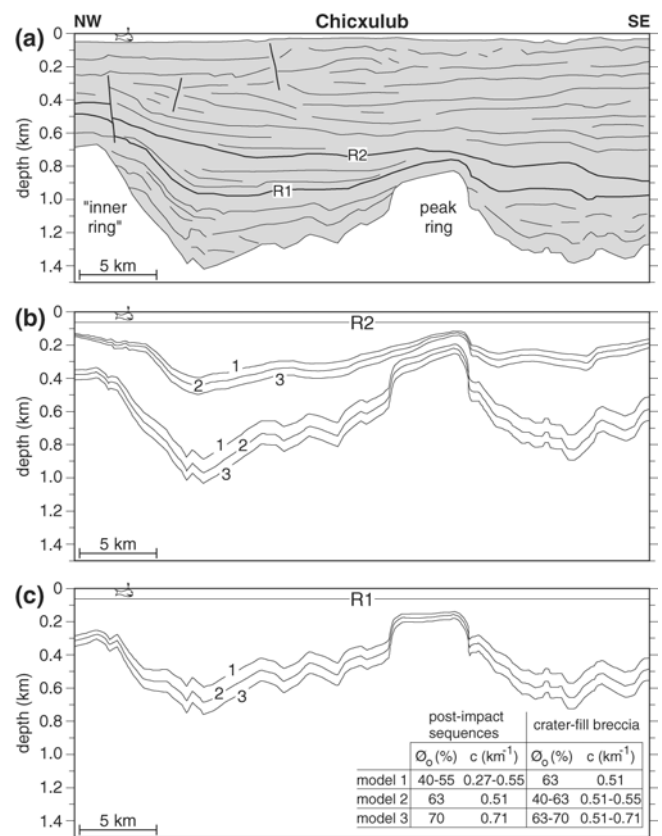 NW Chicxulub SE
(a)
0
0.2
0.4
0.6
0.8
1.0
1.2
1.4
depth (km)
R2
R1
"inner
ring"
peak
ring
5 km
(b)
0
0.2
0.4
0.6
0.8
1.0
1.2
1.4
depth (km)
R2
1
2
3
1
2
3
5 km
(c)
0
0.2
0.4
0.6
0.8
1.0
1.2
1.4
depth (km)
R1
1
2
3
5 km
post-impact sequences crater-fill breccia
Ø₀ (%) c (km⁻¹) Ø₀ (%) c (km⁻¹)
model 1 40-55 0.27-0.55 63 0.51
model 2 63 0.51 40-63 0.51-0.55
model 3 70 0.71 63-70 0.51-0.71